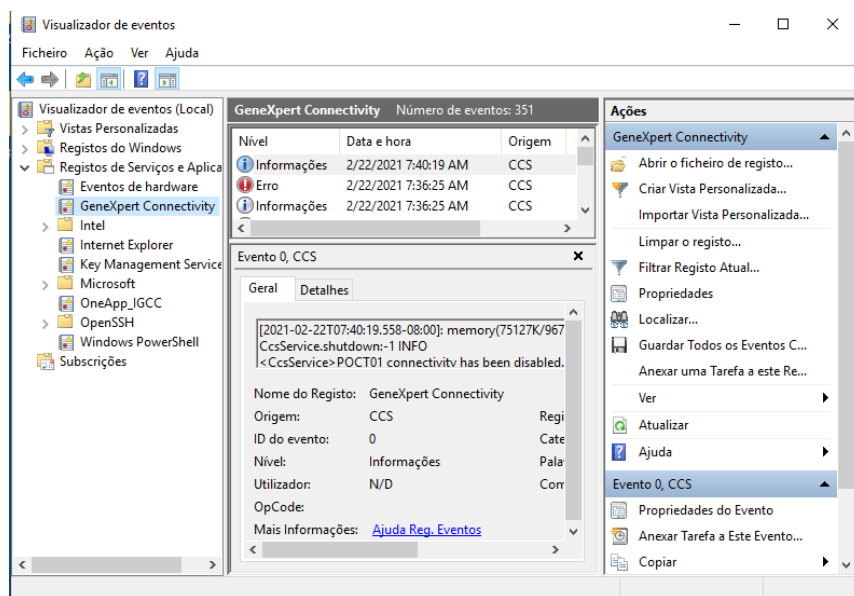 Visualizador de eventos
Ficheiro Ação Ver Ajuda
Visualizador de eventos (Local)
Vistas Personalizadas
Registos do Windows
Registos de Serviços e Aplica
Eventos de hardware
GeneXpert Connectivity
Intel
Internet Explorer
Key Management Service
Microsoft
OneApp_IGCC
OpenSSH
Windows PowerShell
Subscrições
GeneXpert Connectivity Número de eventos: 351
Nível Data e hora Origem
Informações 2/22/2021 7:40:19 AM CCS
Erro 2/22/2021 7:36:25 AM CCS
Informações 2/22/2021 7:36:25 AM CCS
Evento 0, CCS
Geral Detalhes
[2021-02-22T07:40:19.558-08:00]: memory(75127K/967
CcsService.shutdown:-1 INFO
<CcsService>POCT01 connectivity has been disabled.
Nome do Registo: GeneXpert Connectivity
Origem: CCS Regi
ID do evento: 0 Cate
Nível: Informações Pala
Utilizador: N/D Com
OpCode:
Mais Informações: Ajuda Reg. Eventos
Ações
GeneXpert Connectivity
Abrir o ficheiro de registo...
Criar Vista Personalizada...
Importar Vista Personalizada...
Limpar o registo...
Filtrar Registo Atual...
Propriedades
Localizar...
Guardar Todos os Eventos C...
Anexar uma Tarefa a este Re...
Ver
Atualizar
Ajuda
Evento 0, CCS
Propriedades do Evento
Anexar Tarefa a Este Evento...
Copiar